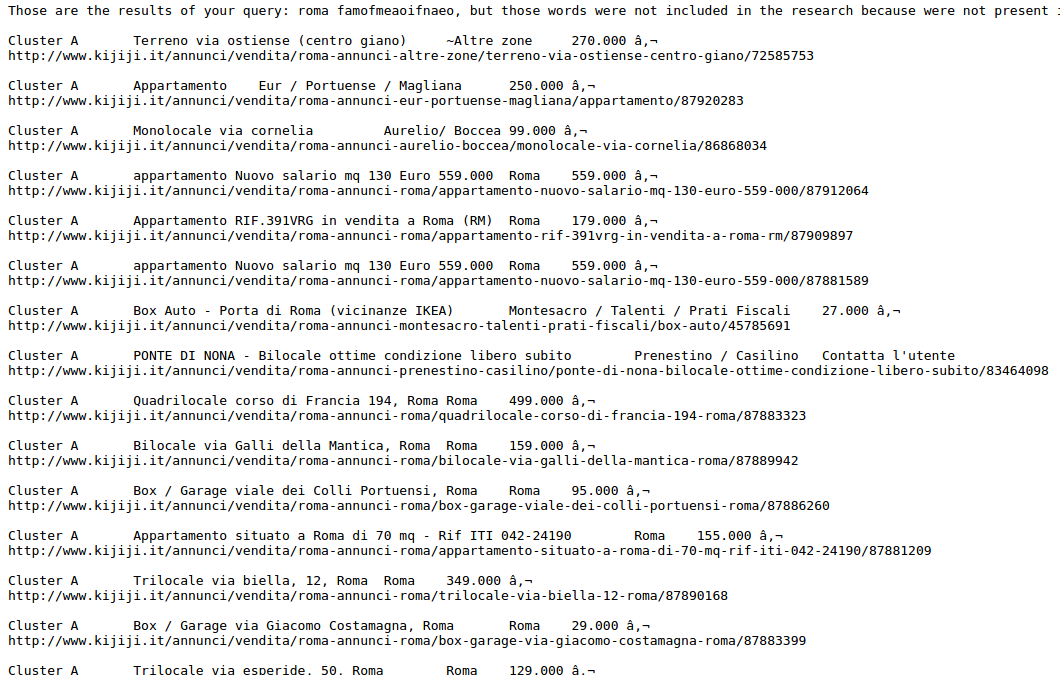 Those are the results of your query: roma famofmeaoifnaeo, but those words were not included in the research because were not present
Cluster A Terreno via ostiense (centro giano) ~Altre zone 270.000 â‚¬
http://www.kijiji.it/annunci/vendita/roma-annunci-altre-zone/terreno-via-ostiense-centro-giano/72585753
Cluster A Appartamento Eur / Portuense / Magliana 250.000 â‚¬
http://www.kijiji.it/annunci/vendita/roma-annunci-eur-portuense-magliana/appartamento/87920283
Cluster A Monolocale via cornelia Aurelio/ Boccea 99.000 â‚¬
http://www.kijiji.it/annunci/vendita/roma-annunci-aurelio-boccea/monolocale-via-cornelia/86868034
Cluster A appartamento Nuovo salario mq 130 Euro 559.000 Roma 559.000 â‚¬
http://www.kijiji.it/annunci/vendita/roma-annunci-roma/appartamento-nuovo-salario-mq-130-euro-559-000/87912064
Cluster A Appartamento RIF.391VRG in vendita a Roma (RM) Roma 179.000 â‚¬
http://www.kijiji.it/annunci/vendita/roma-annunci-roma/appartamento-rif-391vrg-in-vendita-a-roma-rm/87909897
Cluster A appartamento Nuovo salario mq 130 Euro 559.000 Roma 559.000 â‚¬
http://www.kijiji.it/annunci/vendita/roma-annunci-roma/appartamento-nuovo-salario-mq-130-euro-559-000/87881589
Cluster A Box Auto - Porta di Roma (vicinanze IKEA) Montesacro / Talenti / Prati Fiscali 27.000 â‚¬
http://www.kijiji.it/annunci/vendita/roma-annunci-montesacro-talenti-prati-fiscali/box-auto/45785691
Cluster A PONTE DI NONA - Bilocale ottime condizione libero subito Prenestino / Casilino Contatta l'utente
http://www.kijiji.it/annunci/vendita/roma-annunci-prenestino-casilino/ponte-di-nona-bilocale-ottime-condizione-libero-subito/83464098
Cluster A Quadrilocale corso di Francia 194, Roma Roma 499.000 â‚¬
http://www.kijiji.it/annunci/vendita/roma-annunci-roma/quadrilocale-corso-di-francia-194-roma/87883323
Cluster A Bilocale via Galli della Mantica, Roma Roma 159.000 â‚¬
http://www.kijiji.it/annunci/vendita/roma-annunci-roma/bilocale-via-galli-della-mantica-roma/87889942
Cluster A Box / Garage viale dei Colli Portuensi, Roma Roma 95.000 â‚¬
http://www.kijiji.it/annunci/vendita/roma-annunci-roma/box-garage-viale-dei-colli-portuensi-roma/87886260
Cluster A Appartamento situato a Roma di 70 mq - Rif ITI 042-24190 Roma 155.000 â‚¬
http://www.kijiji.it/annunci/vendita/roma-annunci-roma/appartamento-situato-a-roma-di-70-mq-rif-iti-042-24190/87881209
Cluster A Trilocale via biella, 12, Roma Roma 349.000 â‚¬
http://www.kijiji.it/annunci/vendita/roma-annunci-roma/trilocale-via-biella-12-roma/87890168
Cluster A Box / Garage via Giacomo Costamagna, Roma Roma 29.000 â‚¬
http://www.kijiji.it/annunci/vendita/roma-annunci-roma/box-garage-via-giacomo-costamagna-roma/87883399
Cluster A Trilocale via esperide, 50, Roma Roma 129.000 â‚¬